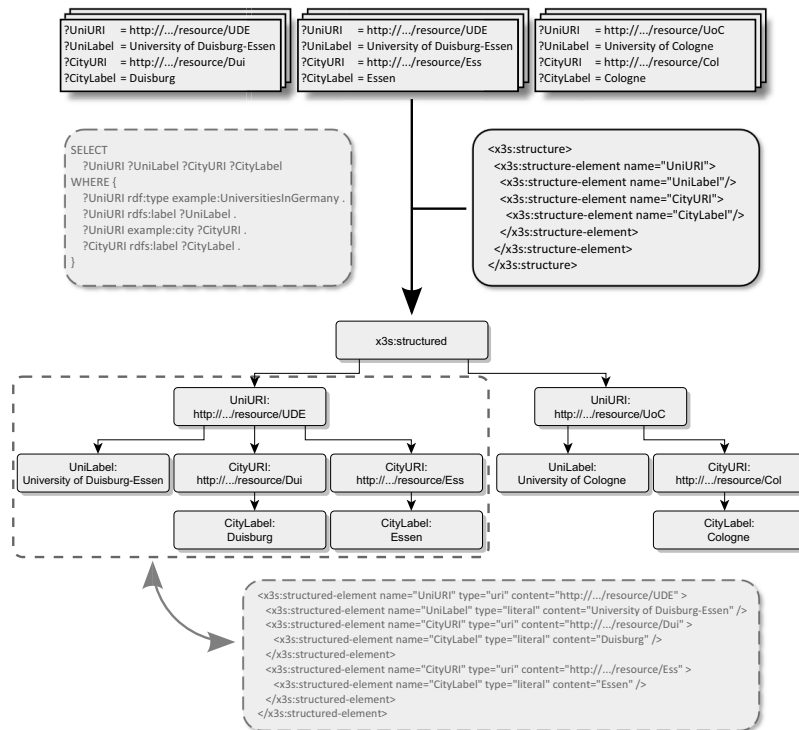 ?UniURI = http://.../resource/UDE
?UniLabel = University of Duisburg-Essen
?CityURI = http://.../resource/Dui
?CityLabel = Duisburg
?UniURI = http://.../resource/UDE
?UniLabel = University of Duisburg-Essen
?CityURI = http://.../resource/Ess
?CityLabel = Essen
?UniURI = http://.../resource/UoC
?UniLabel = University of Cologne
?CityURI = http://.../resource/Col
?CityLabel = Cologne
SELECT
?UniURI ?UniLabel ?CityURI ?CityLabel
WHERE {
?UniURI rdf:type example:UniversitiesInGermany .
?UniURI rdfs:label ?UniLabel .
?UniURI example:city ?CityURI .
?CityURI rdfs:label ?CityLabel .
}
<x3s:structure>
<x3s:structure-element name="UniURI">
<x3s:structure-element name="UniLabel"/>
<x3s:structure-element name="CityURI">
<x3s:structure-element name="CityLabel"/>
</x3s:structure-element>
</x3s:structure-element>
</x3s:structure>
x3s:structured
UniURI:
http://.../resource/UDE
UniURI:
http://.../resource/UoC
UniLabel:
University of Duisburg-Essen
CityURI:
http://.../resource/Dui
CityURI:
http://.../resource/Ess
UniLabel:
University of Cologne
CityURI:
http://.../resource/Col
CityLabel:
Duisburg
CityLabel:
Essen
CityLabel:
Cologne
<x3s:structured-element name="UniURI" type="uri" content="http://.../resource/UDE" >
<x3s:structured-element name="UniLabel" type="literal" content="University of Duisburg-Essen" />
<x3s:structured-element name="CityURI" type="uri" content="http://.../resource/Dui" >
<x3s:structured-element name="CityLabel" type="literal" content="Duisburg" />
</x3s:structured-element>
<x3s:structured-element name="CityURI" type="uri" content="http://.../resource/Ess" >
<x3s:structured-element name="CityLabel" type="literal" content="Essen" />
</x3s:structured-element>
</x3s:structured-element>